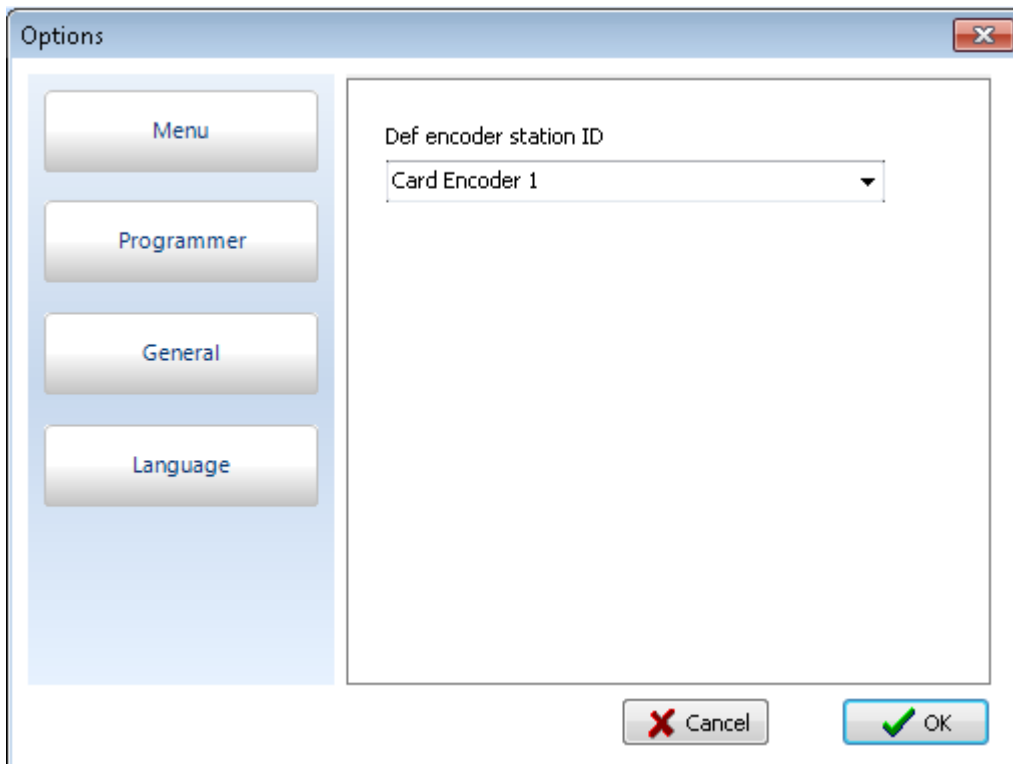 Options
Menu
Programmer
General
Language
Def encoder station ID
Card Encoder 1
Cancel
OK